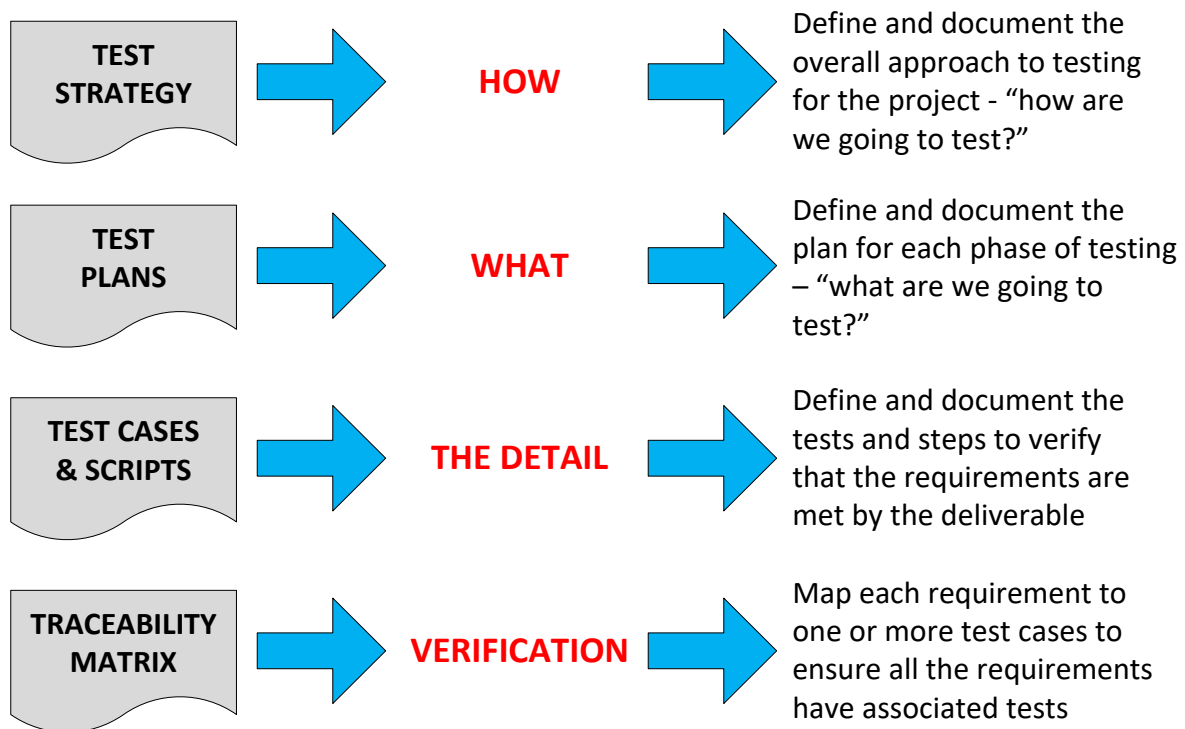 TEST
STRATEGY
HOW
Define and document the
overall approach to testing
for the project - “how are
we going to test?”
TEST
PLANS
WHAT
Define and document the
plan for each phase of testing
– “what are we going to
test?”
TEST CASES
& SCRIPTS
THE DETAIL
Define and document the
tests and steps to verify
that the requirements are
met by the deliverable
TRACEABILITY
MATRIX
VERIFICATION
Map each requirement to
one or more test cases to
ensure all the requirements
have associated tests